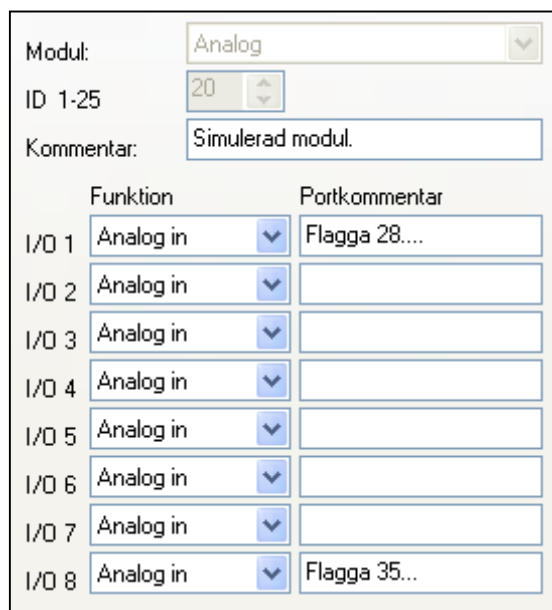 Modul: Analog
ID 1-25 20
Kommentar: Simulerad modul.
Funktion Portkommentar
I/O 1 Analog in Flagga 28....
I/O 2 Analog in
I/O 3 Analog in
I/O 4 Analog in
I/O 5 Analog in
I/O 6 Analog in
I/O 7 Analog in
I/O 8 Analog in Flagga 35...